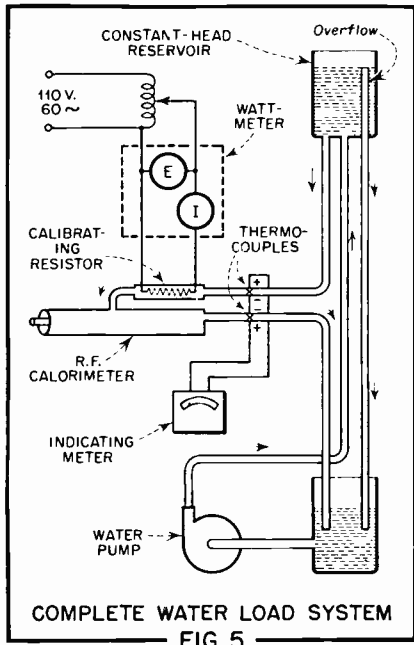 CONSTANT-HEAD
RESERVOIR
Overflow
110 V.
60 ~
WATT-
METER
E
I
CALIBRAT-
ING
RESISTOR
THERMO-
COUPLES
+
-
-
+
R.F.
CALORIMETER
INDICATING
METER
WATER
PUMP
COMPLETE WATER LOAD SYSTEM
FIG 5